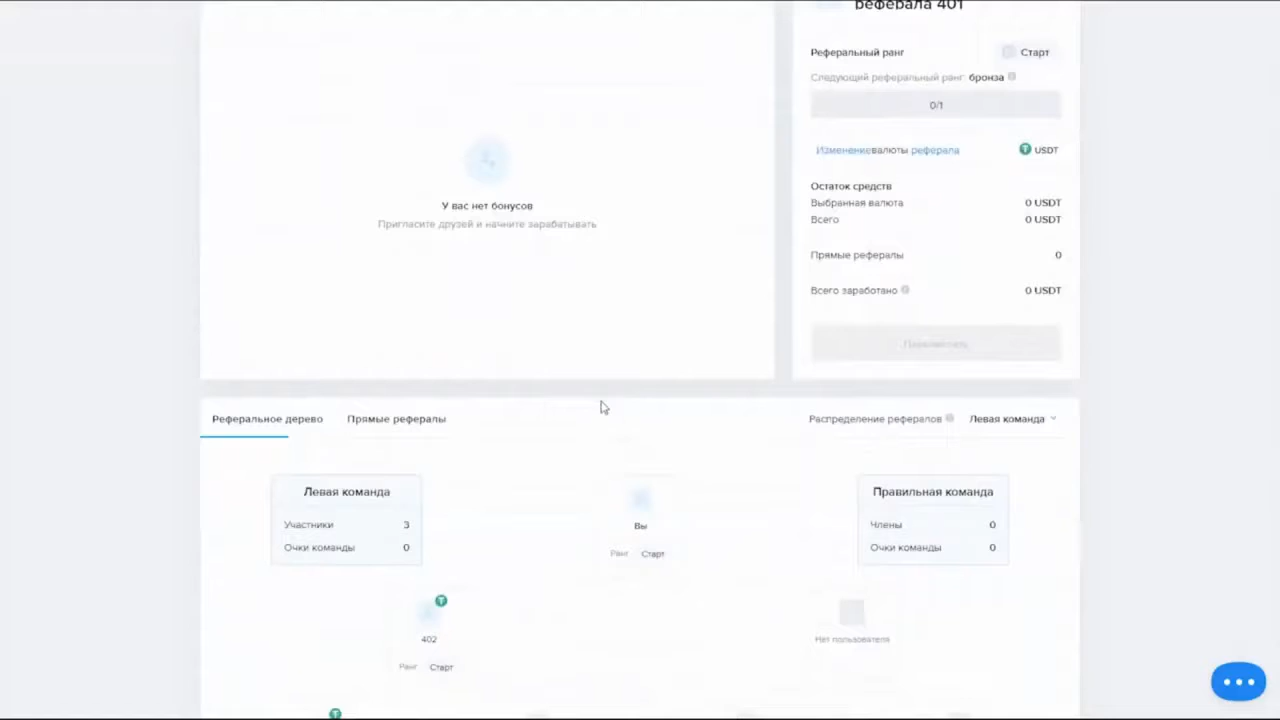 реферала 401
Реферальный ранг Старт
Следующий реферальный ранг: бронза
0/1
Изменениевалюты реферала USDT
Остаток средств
Выбранная валюта 0 USDT
Всего 0 USDT
Прямые рефералы 0
Всего заработано 0 USDT
У вас нет бонусов
Пригласите друзей и начните зарабатывать
Реферальное дерево Прямые рефералы Распределение рефералов Левая команда
Левая команда
Участники 3
Очки команды 0
Вы
Ранг Старт
Правильная команда
Члены 0
Очки команды 0
402
Ранг Старт
Нет пользователя